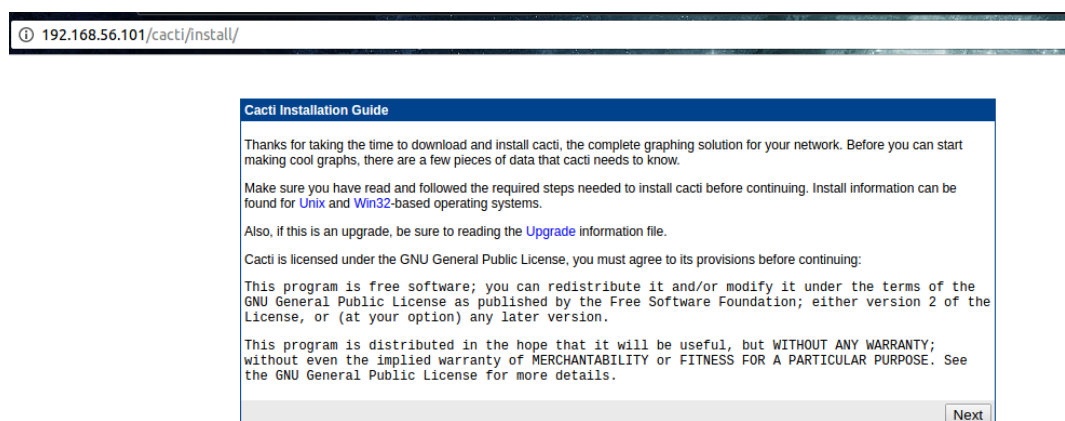 192.168.56.101/cacti/install/
Cacti Installation Guide
Thanks for taking the time to download and install cacti, the complete graphing solution for your network. Before you can start
making cool graphs, there are a few pieces of data that cacti needs to know.
Make sure you have read and followed the required steps needed to install cacti before continuing. Install information can be
found for Unix and Win32-based operating systems.
Also, if this is an upgrade, be sure to reading the Upgrade information file.
Cacti is licensed under the GNU General Public License, you must agree to its provisions before continuing:
This program is free software; you can redistribute it and/or modify it under the terms of the
GNU General Public License as published by the Free Software Foundation; either version 2 of the
License, or (at your option) any later version.
This program is distributed in the hope that it will be useful, but WITHOUT ANY WARRANTY;
without even the implied warranty of MERCHANTABILITY or FITNESS FOR A PARTICULAR PURPOSE. See
the GNU General Public License for more details.
Next